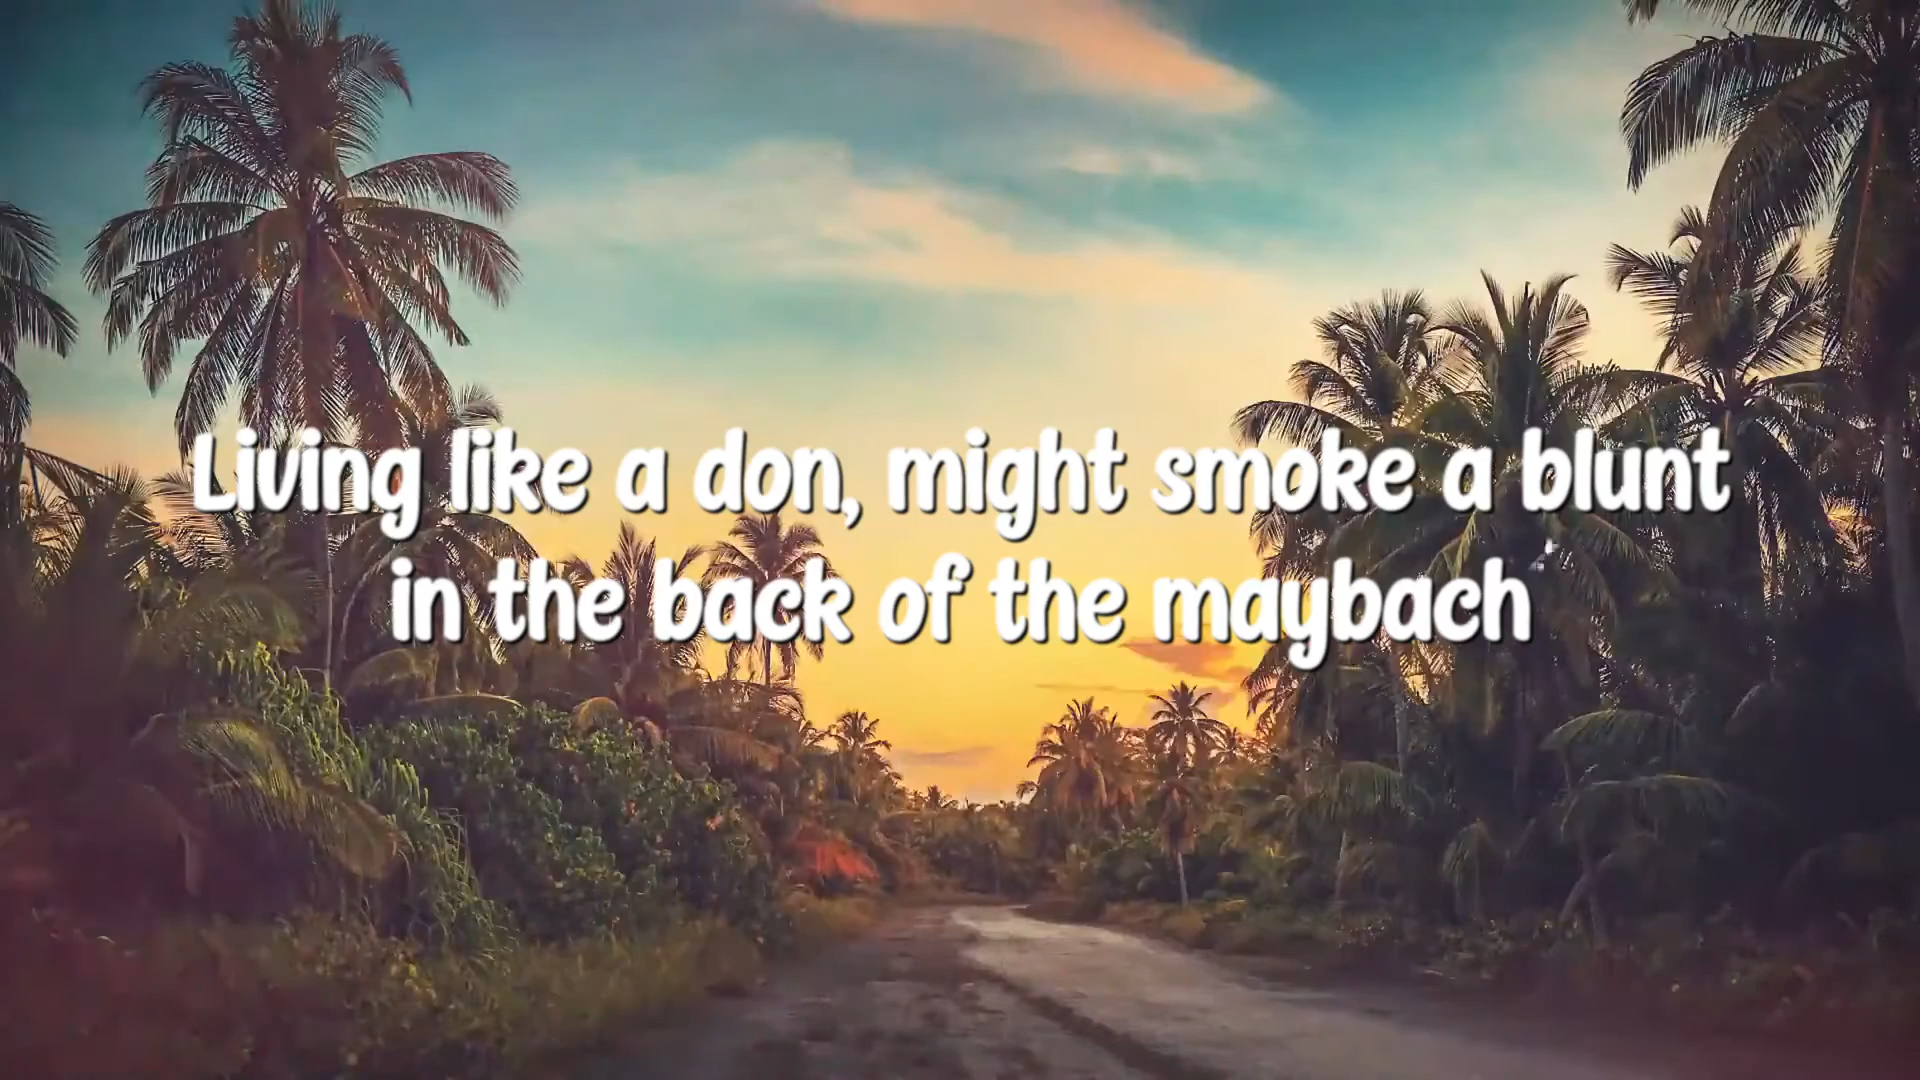 Living like a don, might smoke a blunt
in the back of the maybach